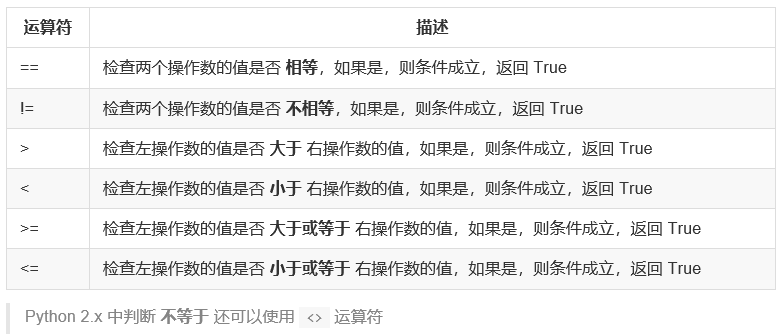 运算符 描述
== 检查两个操作数的值是否 相等，如果是，则条件成立，返回 True
!= 检查两个操作数的值是否 不相等，如果是，则条件成立，返回 True
> 检查左操作数的值是否 大于 右操作数的值，如果是，则条件成立，返回 True
< 检查左操作数的值是否 小于 右操作数的值，如果是，则条件成立，返回 True
>= 检查左操作数的值是否 大于或等于 右操作数的值，如果是，则条件成立，返回 True
<= 检查左操作数的值是否 小于或等于 右操作数的值，如果是，则条件成立，返回 True
Python 2.x 中判断 不等于 还可以使用 <> 运算符